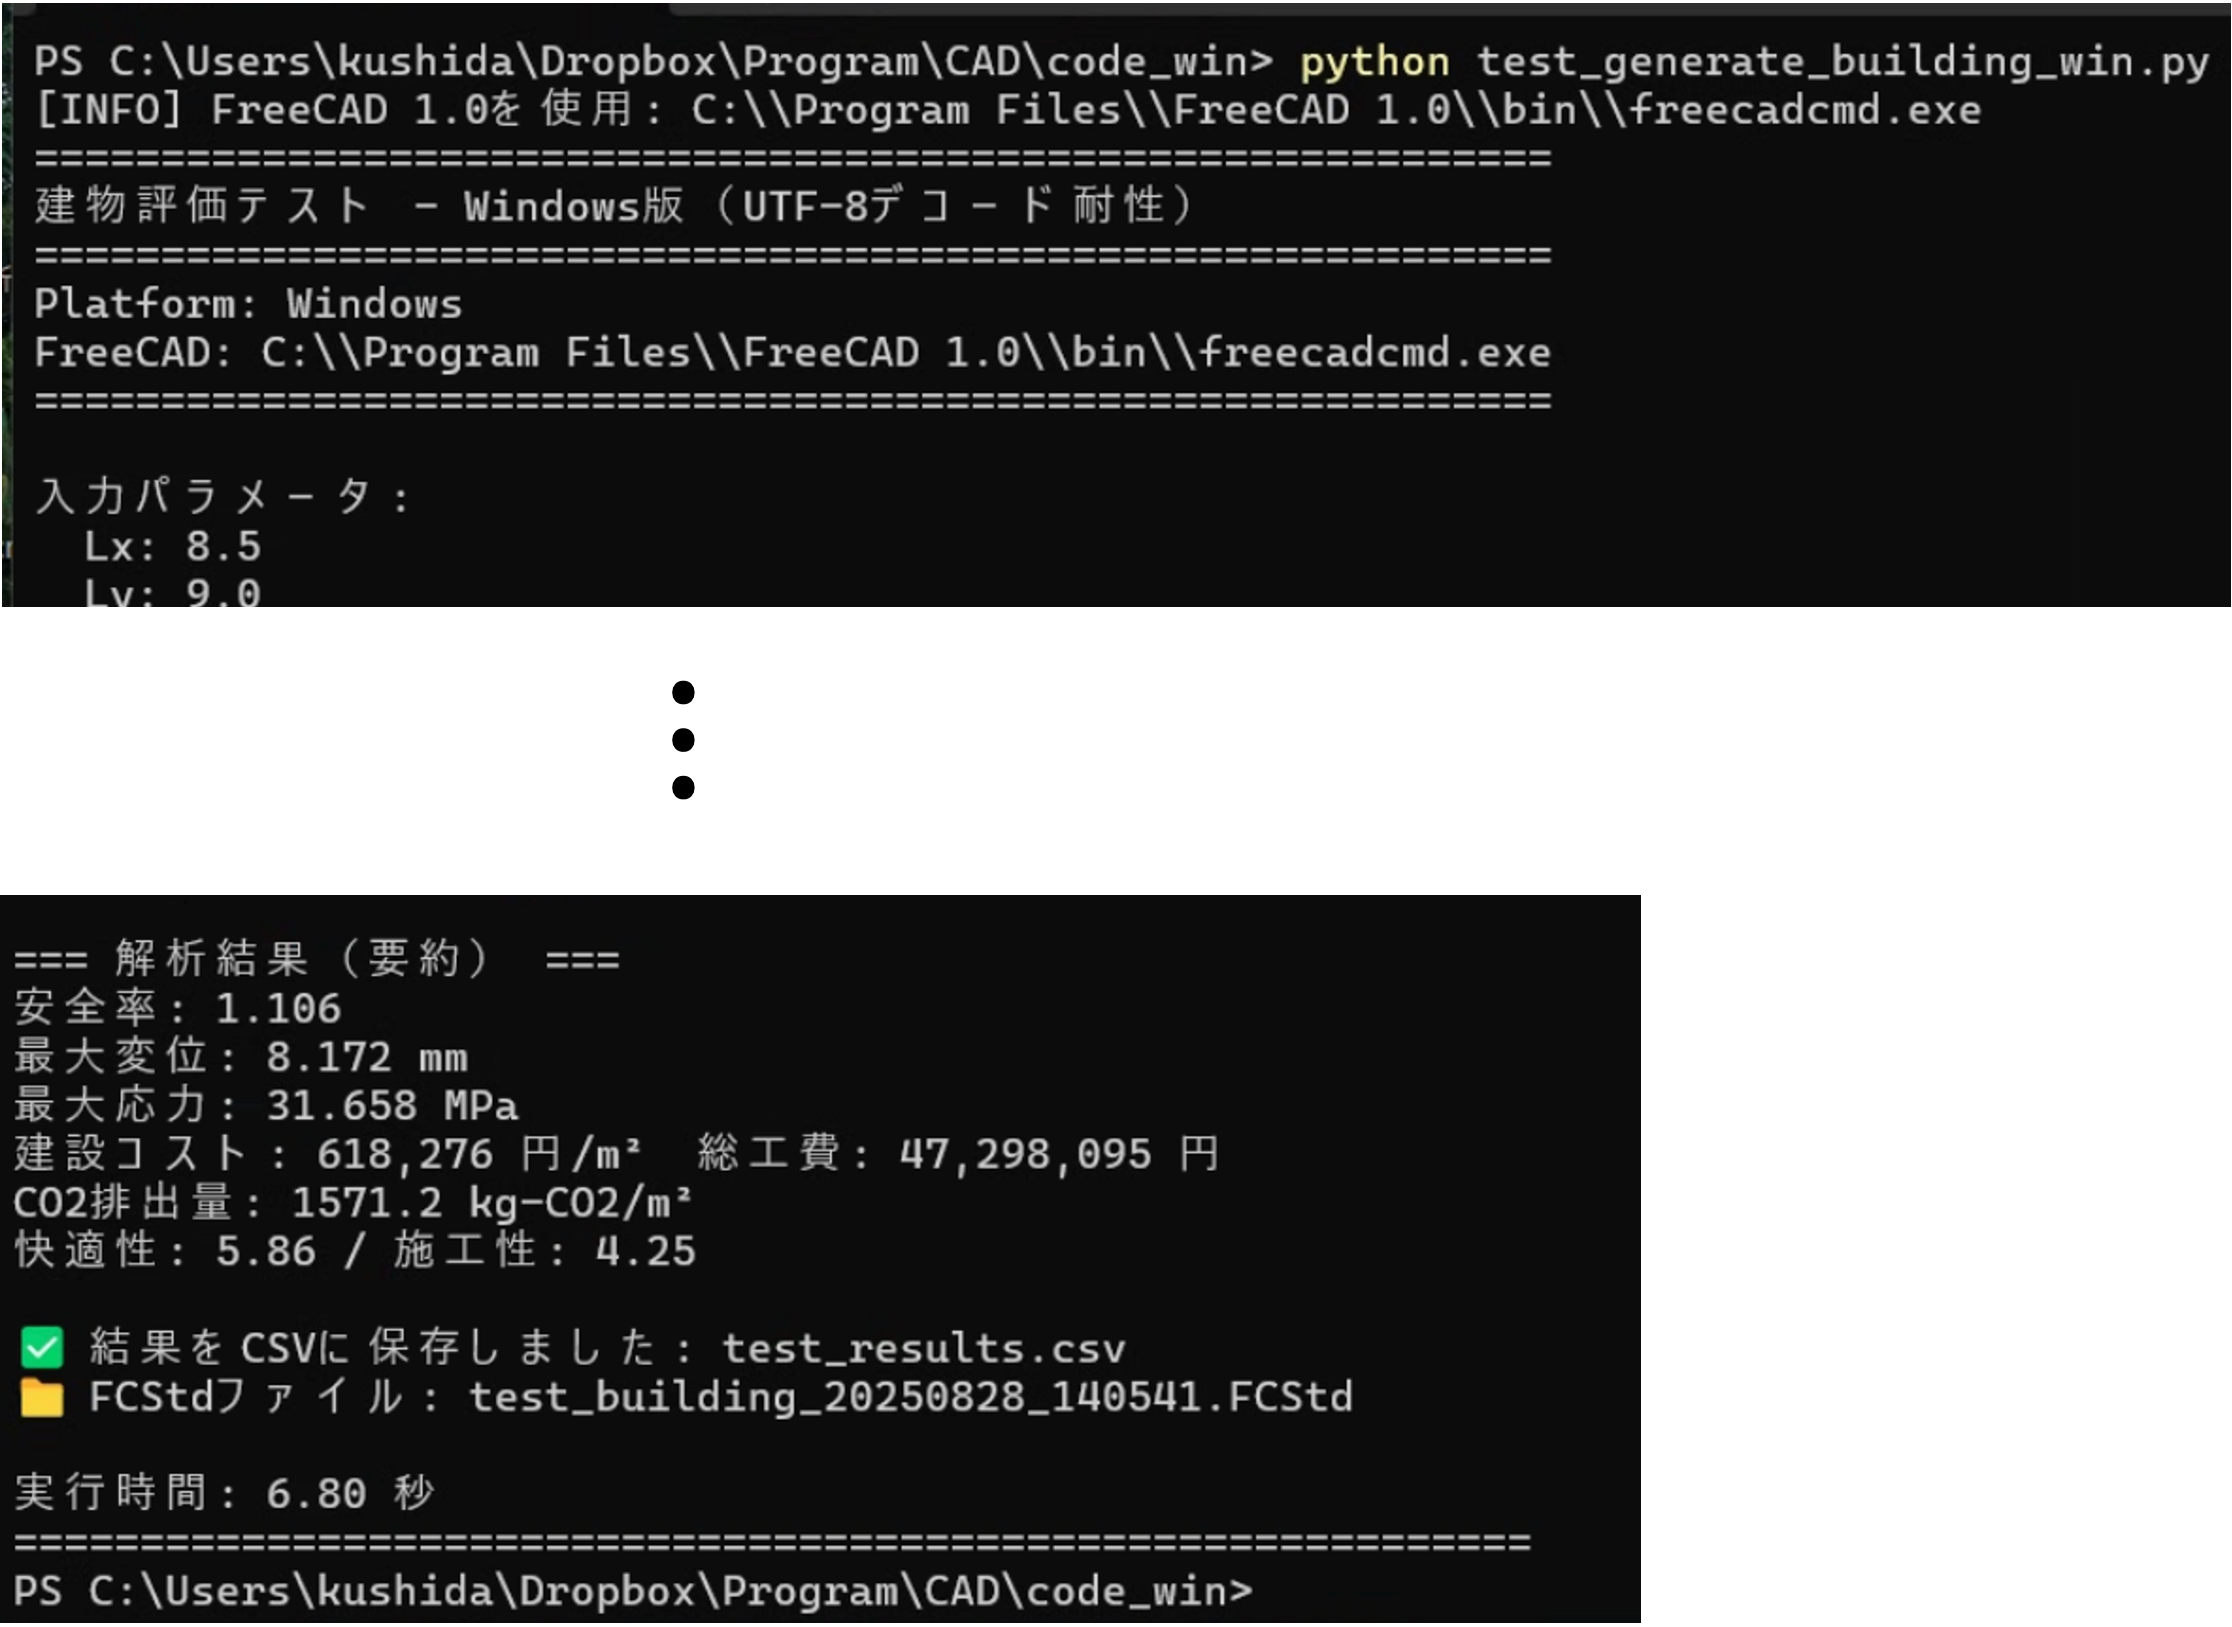 PS C:\Users\kushida\Dropbox\Program\CAD\code_win> python test_generate_building_win.py
[INFO] FreeCAD 1.0を使用: C:\\Program Files\\FreeCAD 1.0\\bin\\freecadcmd.exe
============================================================
建物評価テスト - Windows版（UTF-8デコード耐性）
============================================================
Platform: Windows
FreeCAD: C:\\Program Files\\FreeCAD 1.0\\bin\\freecadcmd.exe
============================================================
入力パラメータ:
Lx: 8.5
Ly: 9.0
=== 解析結果（要約） ===
安全率: 1.106
最大変位: 8.172 mm
最大応力: 31.658 MPa
建設コスト: 618,276 円/m² 総工費: 47,298,095 円
CO2排出量: 1571.2 kg-CO2/m²
快適性: 5.86 / 施工性: 4.25
✅ 結果をCSVに保存しました: test_results.csv
📁 FCStdファイル: test_building_20250828_140541.FCStd
実行時間: 6.80 秒
============================================================
PS C:\Users\kushida\Dropbox\Program\CAD\code_win>